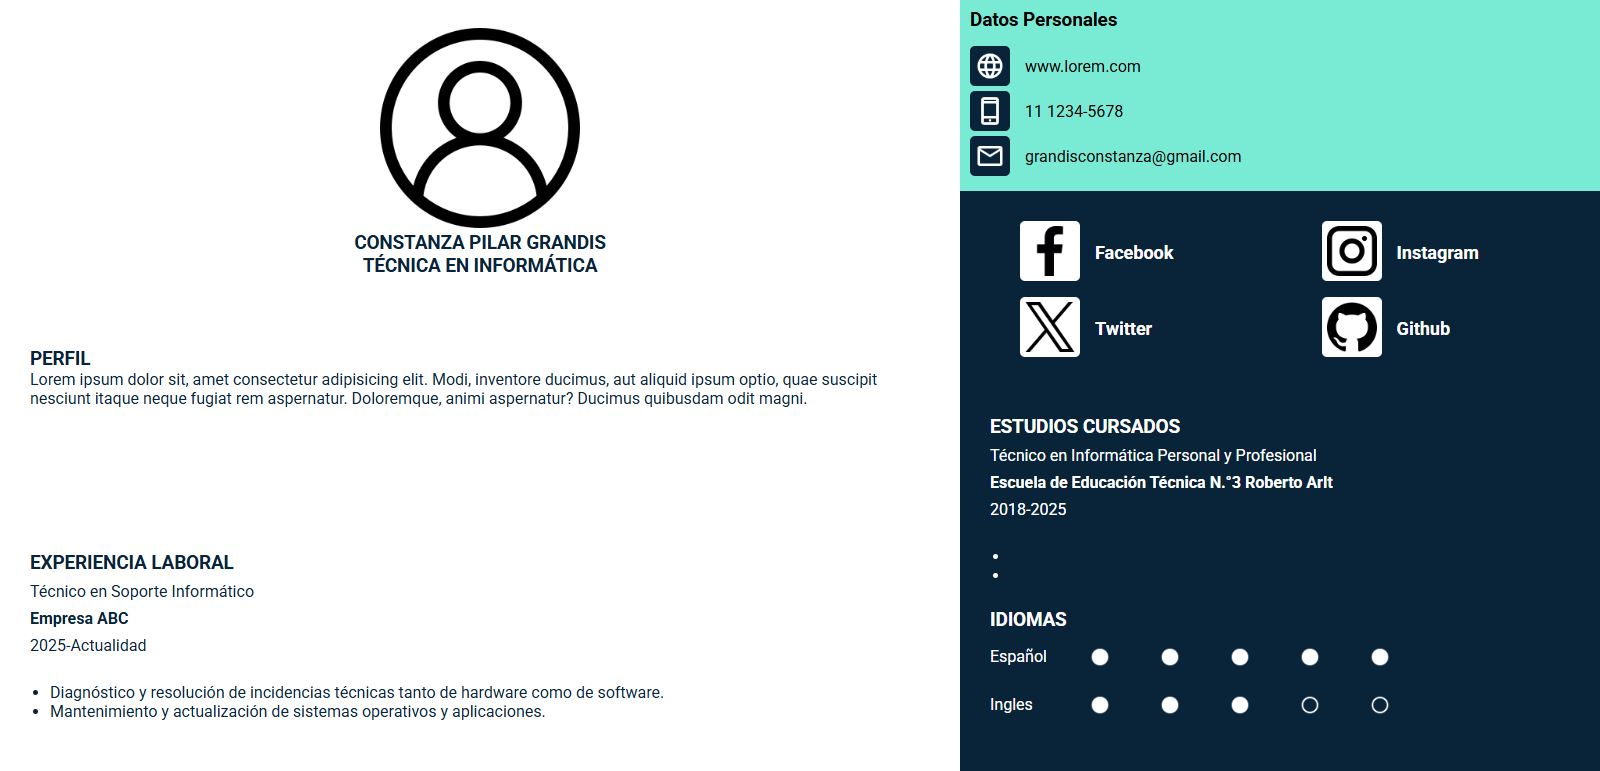 CONSTANZA PILAR GRANDIS
TÉCNICA EN INFORMÁTICA
PERFIL
Lorem ipsum dolor sit, amet consectetur adipisicing elit. Modi, inventore ducimus, aut aliquid ipsum optio, quae suscipit
nesciunt itaque neque fugiat rem aspernatur. Doloremque, animi aspernatur? Ducimus quibusdam odit magni.
EXPERIENCIA LABORAL
Técnico en Soporte Informático
Empresa ABC
2025-Actualidad
• Diagnóstico y resolución de incidencias técnicas tanto de hardware como de software.
• Mantenimiento y actualización de sistemas operativos y aplicaciones.
Datos Personales
www.lorem.com
11 1234-5678
grandisconstanza@gmail.com
Facebook
Instagram
Twitter
Github
ESTUDIOS CURSADOS
Técnico en Informática Personal y Profesional
Escuela de Educación Técnica N.°3 Roberto Arlt
2018-2025
IDIOMAS
Español
Ingles